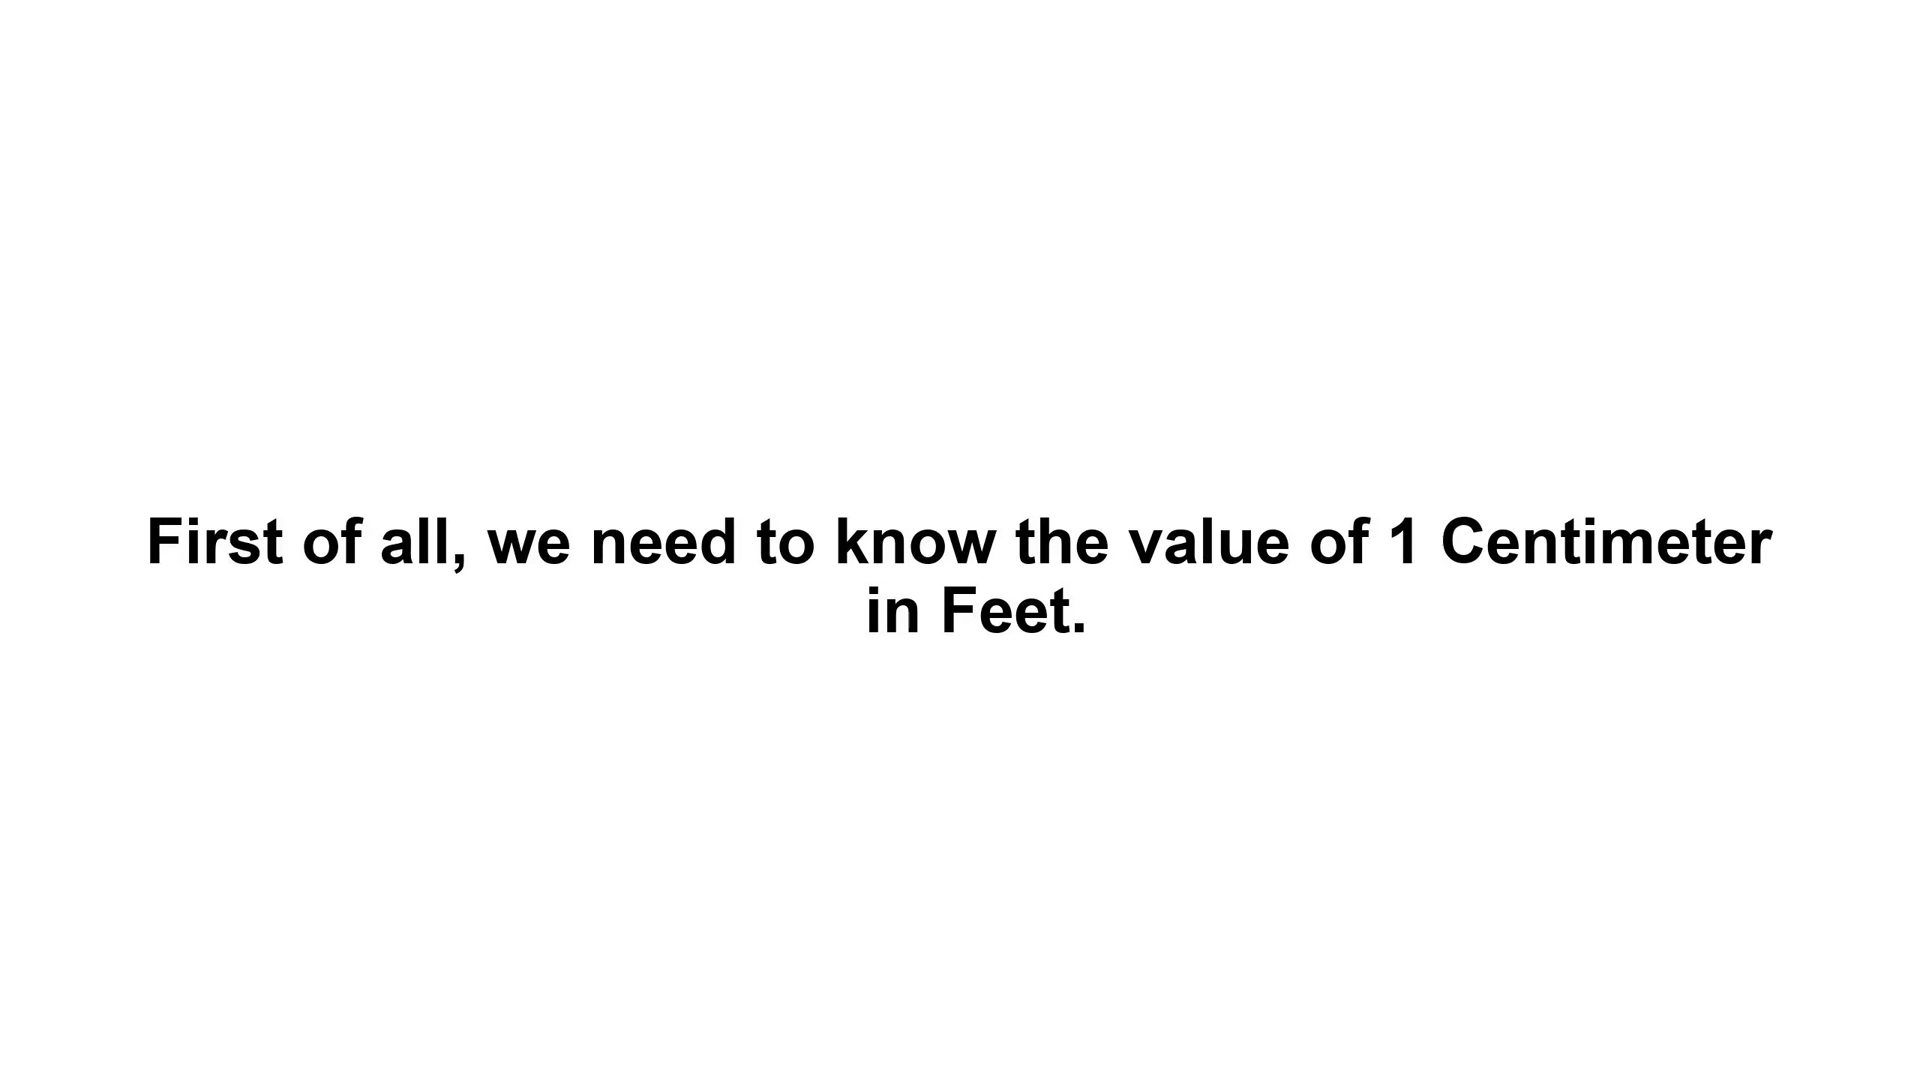 First of all, we need to know the value of 1 Centimeter
in Feet.